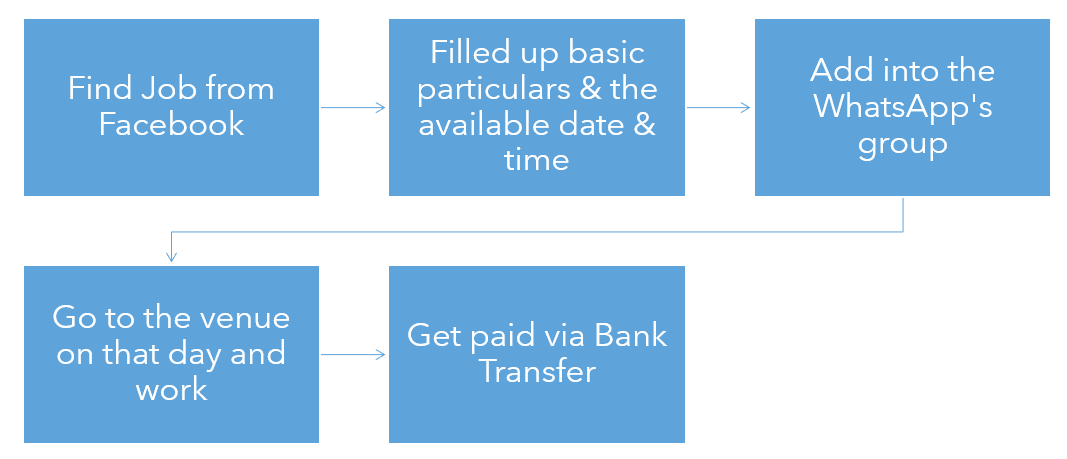 Find Job from
Facebook
Filled up basic
particulars & the
available date &
time
Add into the
WhatsApp's
group
Go to the venue
on that day and
work
Get paid via Bank
Transfer